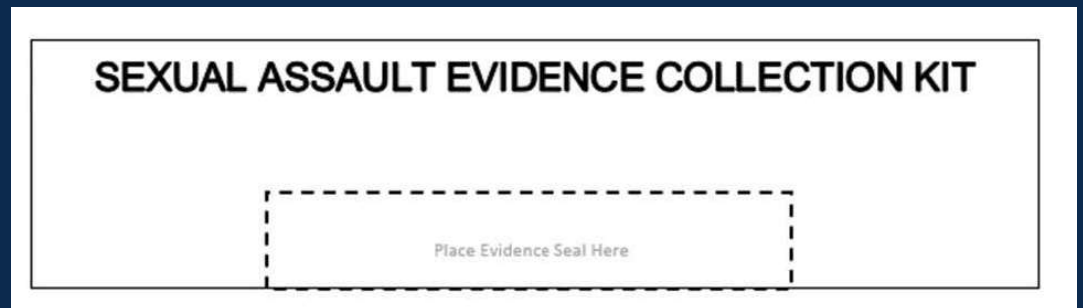 SEXUAL ASSAULT EVIDENCE COLLECTION KIT
Place Evidence Seal Here